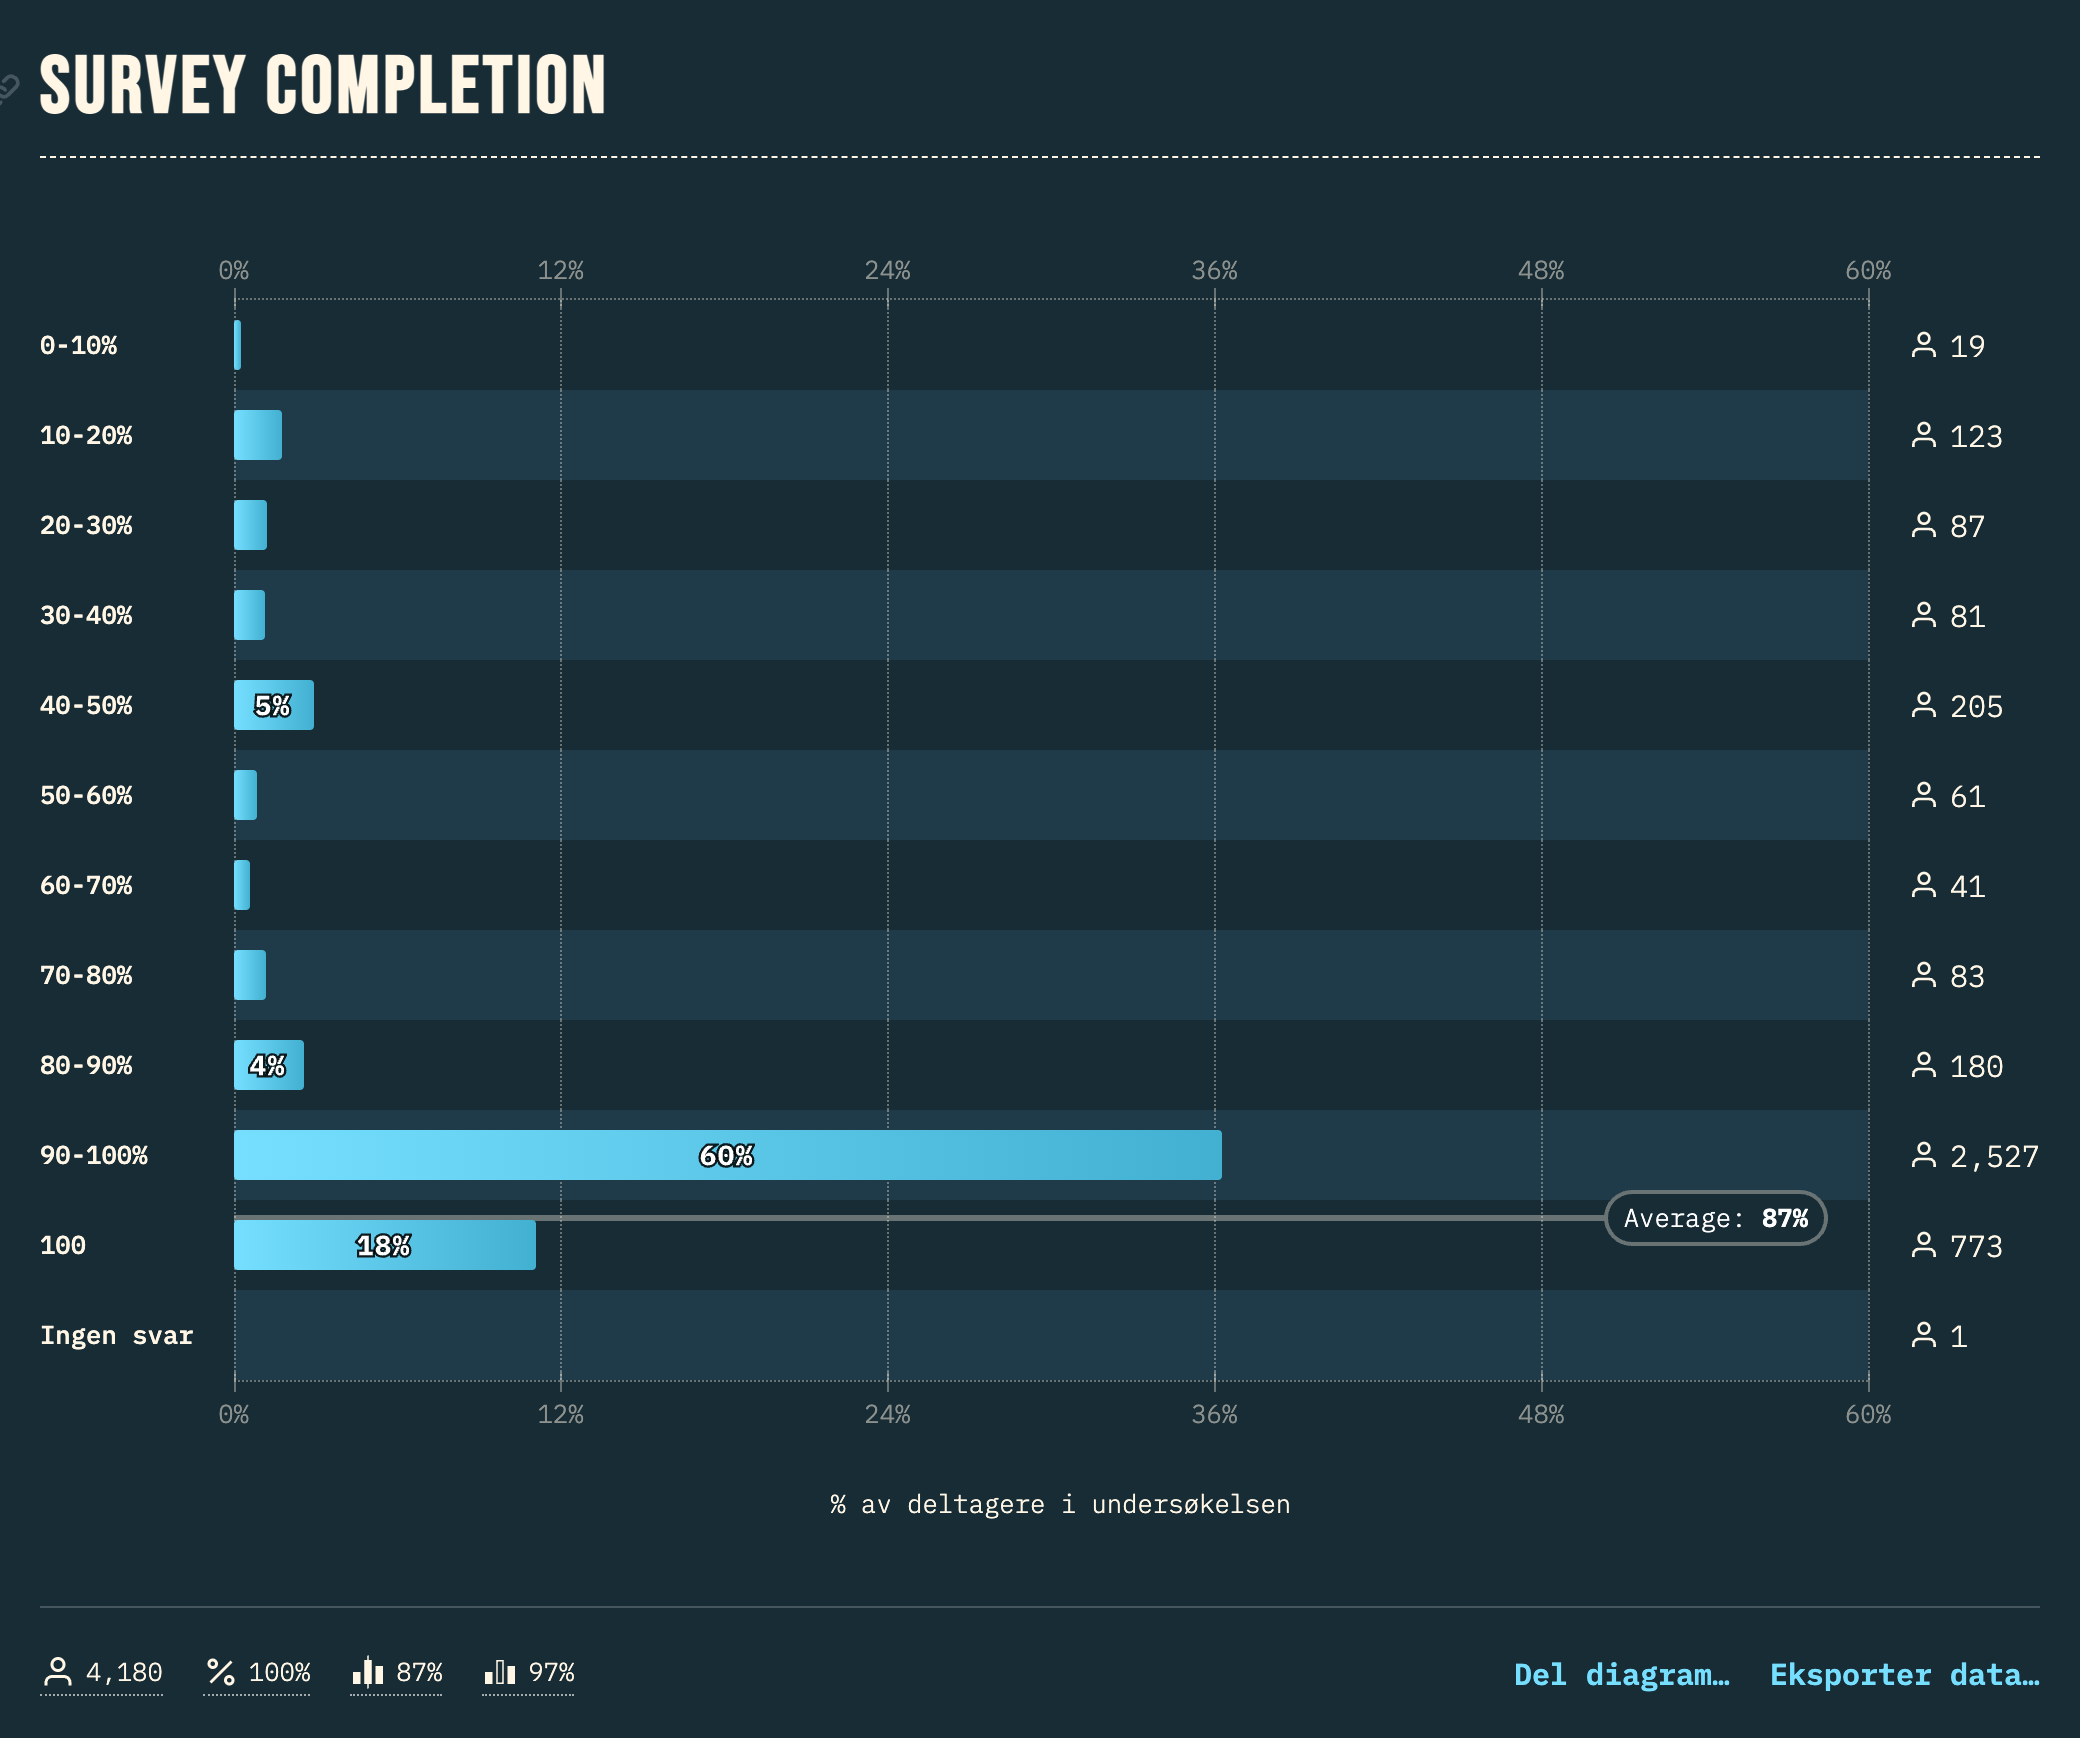 SURVEY COMPLETION
0% 12% 24% 36% 48% 60%
0-10% 19
10-20% 123
20-30% 87
30-40% 81
40-50% 5% 205
50-60% 61
60-70% 41
70-80% 83
80-90% 4% 180
90-100% 60% 2,527
Average: 87%
100 18% 773
Ingen svar 1
0% 12% 24% 36% 48% 60%
% av deltagere i undersøkelsen
4,180 100% 87% 97% Del diagram… Eksporter data…